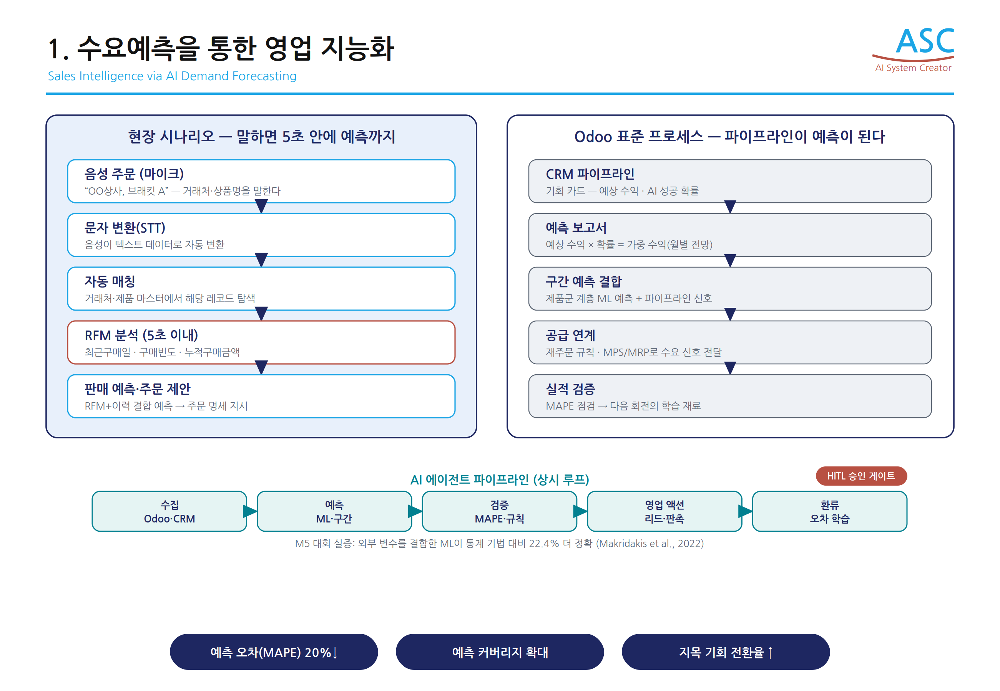 1. 수요예측을 통한 영업 지능화
Sales Intelligence via AI Demand Forecasting
ASC
AI System Creator
현장 시나리오 — 말하면 5초 안에 예측까지
음성 주문 (마이크)
“OO상사, 브래킷 A” — 거래처·상품명을 말한다
문자 변환(STT)
음성이 텍스트 데이터로 자동 변환
자동 매칭
거래처·제품 마스터에서 해당 레코드 탐색
RFM 분석 (5초 이내)
최근구매일 · 구매빈도 · 누적구매금액
판매 예측·주문 제안
RFM+이력 결합 예측 → 주문 명세 지시
Odoo 표준 프로세스 — 파이프라인이 예측이 된다
CRM 파이프라인
기회 카드 — 예상 수익 · AI 성공 확률
예측 보고서
예상 수익 × 확률 = 가중 수익(월별 전망)
구간 예측 결합
제품군 계층 ML 예측 + 파이프라인 신호
공급 연계
재주문 규칙 · MPS/MRP로 수요 신호 전달
실적 검증
MAPE 점검 → 다음 회전의 학습 재료
AI 에이전트 파이프라인 (상시 루프)
HITL 승인 게이트
수집
Odoo·CRM
예측
ML·구간
검증
MAPE·규칙
영업 액션
리드·판촉
환류
오차 학습
M5 대회 실증: 외부 변수를 결합한 ML이 통계 기법 대비 22.4% 더 정확 (Makridakis et al., 2022)
예측 오차(MAPE) 20%↓
예측 커버리지 확대
지목 기회 전환율 ↑